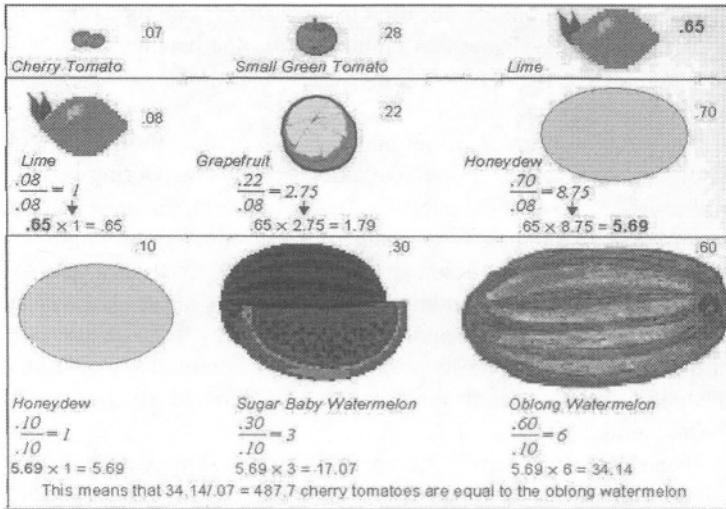 .07 .28 .65
Cherry Tomato Small Green Tomato Lime
.08 .22 .70
Lime Grapefruit Honeydew
.08/.08 = 1 .22/.08 = 2.75 .70/.08 = 8.75
.65 × 1 = .65 .65 × 2.75 = 1.79 .65 × 8.75 = 5.69
.10 .30 .60
Honeydew Sugar Baby Watermelon Oblong Watermelon
.10/.10 = 1 .30/.10 = 3 .60/.10 = 6
5.69 × 1 = 5.69 5.69 × 3 = 17.07 5.69 × 6 = 34.14
This means that 34.14/.07 = 487.7 cherry tomatoes are equal to the oblong watermelon